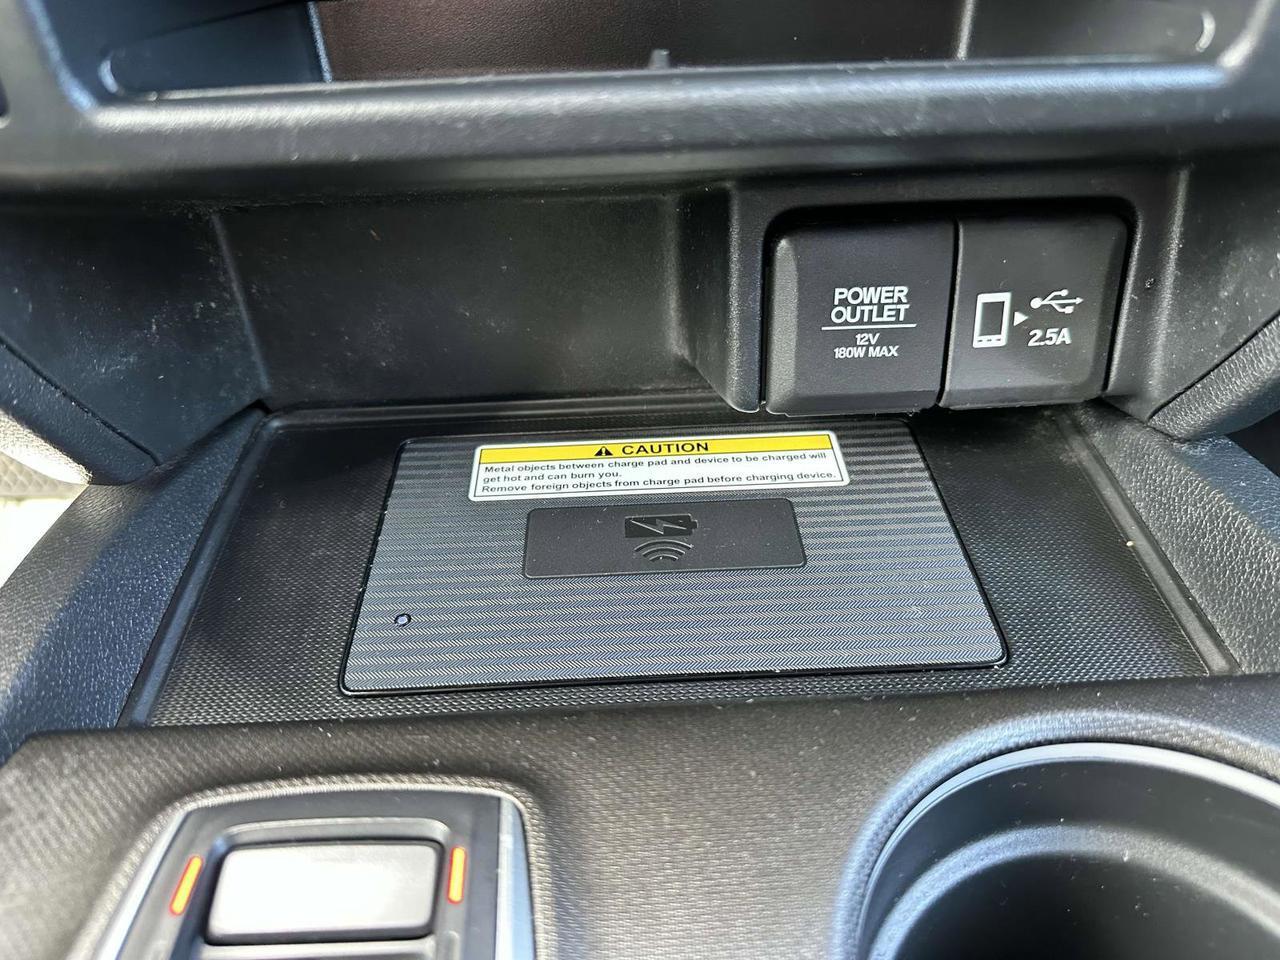 POWER
OUTLET
12V
180W MAX
2.5A
CAUTION
Metal objects between charge pad and device to be charged will
get hot and can burn you.
Remove foreign objects from charge pad before charging device.